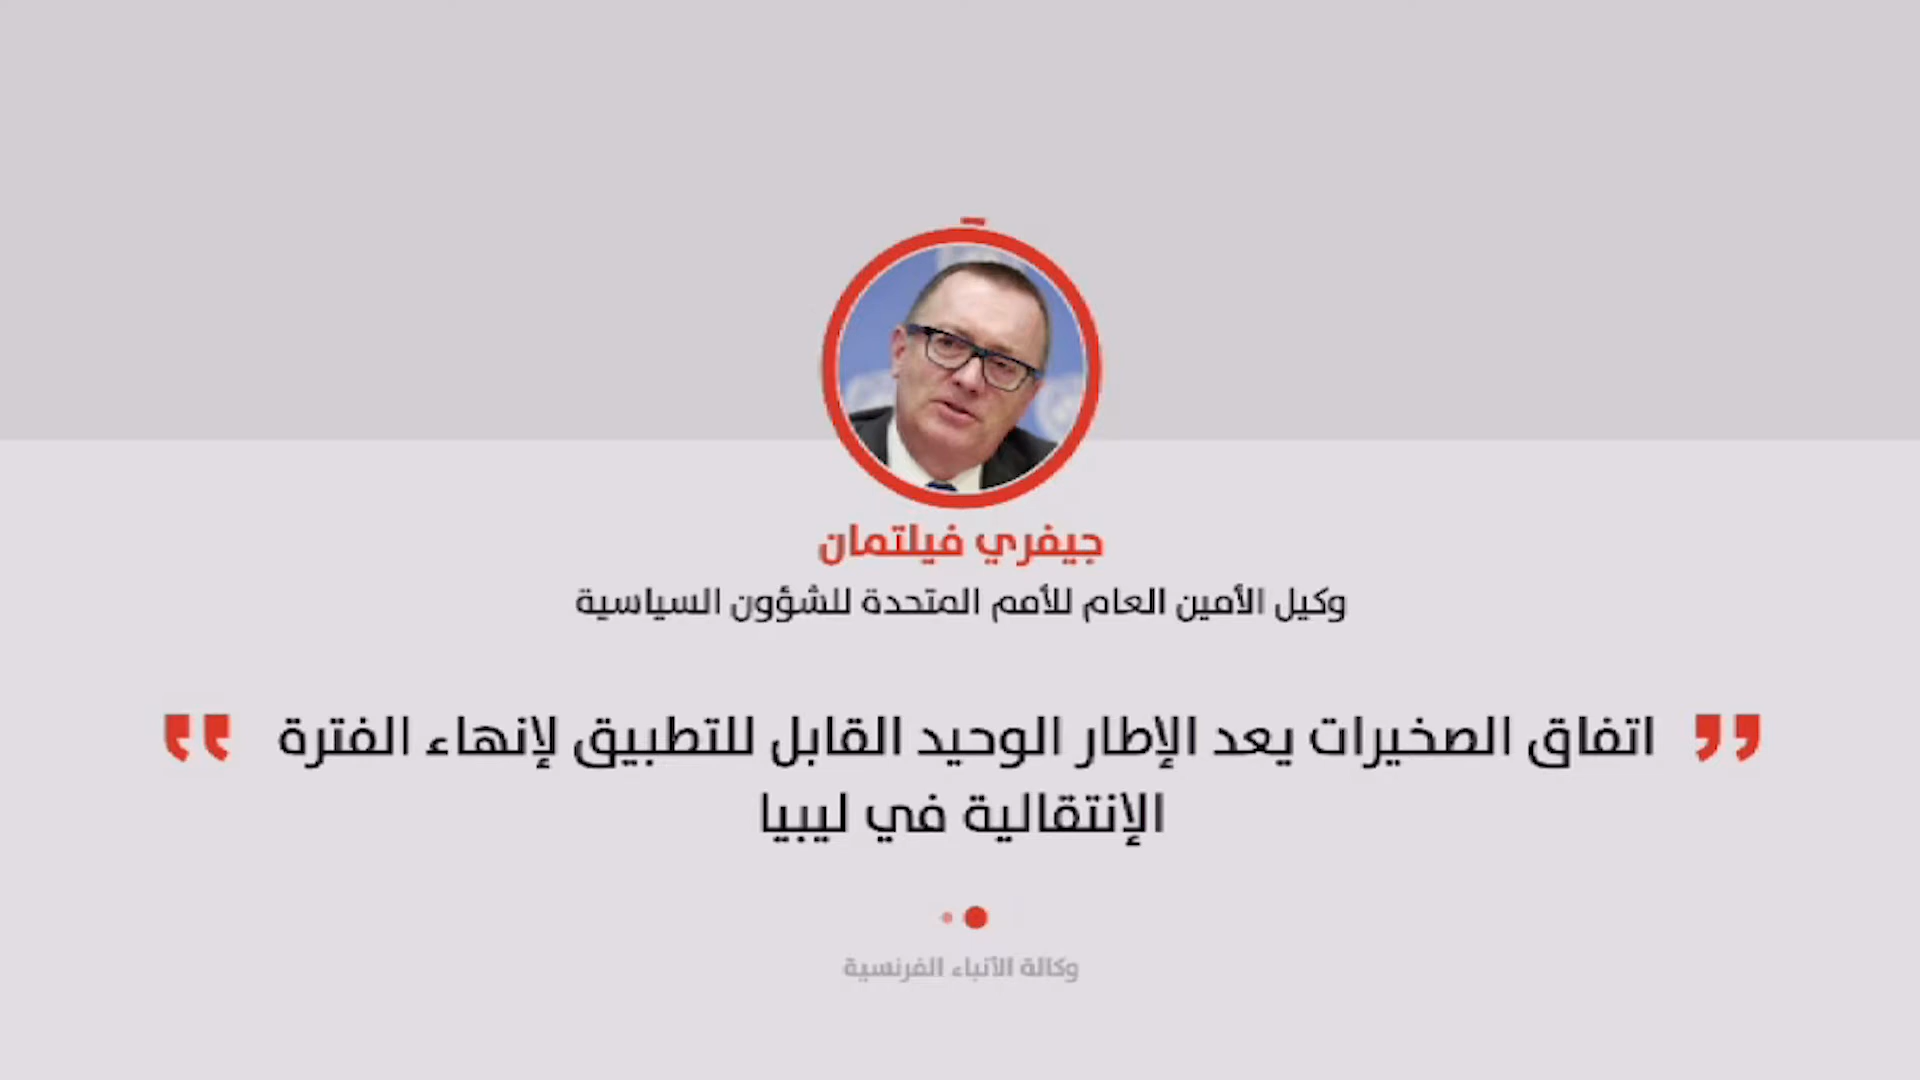 جيفري فيلتمان
وكيل الأمين العام للأمم المتحدة للشؤون السياسية
❟❟ اتفاق الصخيرات يعد الإطار الوحيد القابل للتطبيق لإنهاء الفترة ❟❟
الإنتقالية في ليبيا
وكالة الأنباء الفرنسية